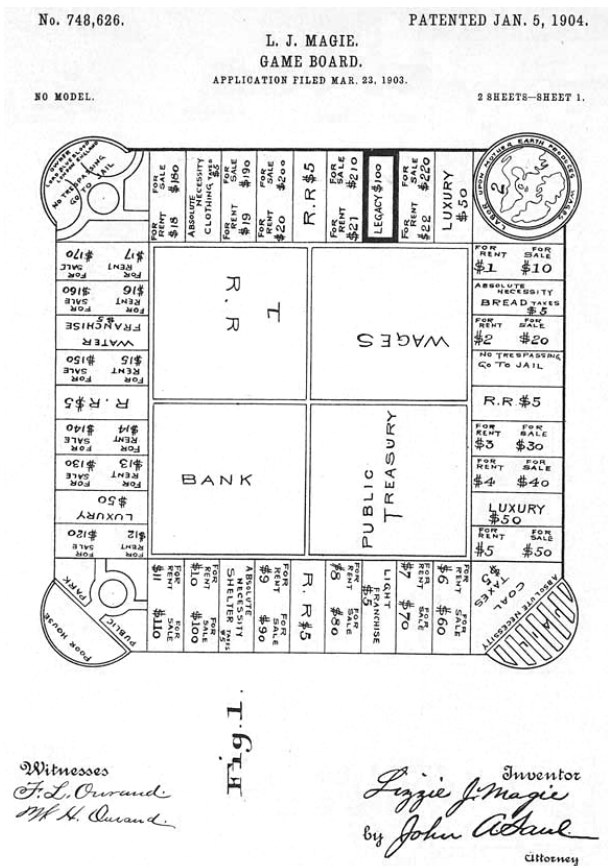 No. 748,626.
PATENTED JAN. 5, 1904.
L. J. MAGIE.
GAME BOARD.
APPLICATION FILED MAR. 23, 1903.
NO MODEL.
2 SHEETS—SHEET 1.
NO TRESPASSING
GO TO JAIL
FOR RENT $18 FOR SALE $180
ABSOLUTE NECESSITY CLOTHING TAXES $5
FOR RENT $19 FOR SALE $190
FOR RENT $20 FOR SALE $200
R.R $5
FOR RENT $21 FOR SALE $210
LEGACY $100
FOR RENT $22 FOR SALE $220
LUXURY $50
LABOR UPON MOTHER EARTH PRODUCES WAGES
FOR RENT $1 FOR SALE $10
ABSOLUTE NECESSITY
BREAD TAXES $5
FOR RENT $2 FOR SALE $20
NO TRESPASSING
GO TO JAIL
R.R $5
FOR RENT $3 FOR SALE $30
FOR RENT $4 FOR SALE $40
LUXURY
$50
FOR RENT $5 FOR SALE $50
ABSOLUTE NECESSITY
COAL TAXES $5
JAIL
FOR RENT $6 FOR SALE $60
FOR RENT $7 FOR SALE $70
LIGHT FRANCHISE $5
FOR RENT $8 FOR SALE $80
R.R $5
FOR RENT $9 FOR SALE $90
ABSOLUTE NECESSITY SHELTER TAXES $5
FOR RENT $10 FOR SALE $100
FOR RENT $11 FOR SALE $110
PUBLIC PARK
POOR HOUSE
FOR RENT $12 FOR SALE $120
LUXURY
$50
FOR RENT $13 FOR SALE $130
FOR RENT $14 FOR SALE $140
R.R $5
FOR RENT $15 FOR SALE $150
WATER
FRANCHISE $5
FOR RENT $16 FOR SALE $160
FOR RENT $17 FOR SALE $170
R.R
WAGES
BANK
PUBLIC
TREASURY
Fig. 1.
Witnesses
Inventor
Lizzie J. Magie
by John
Attorney